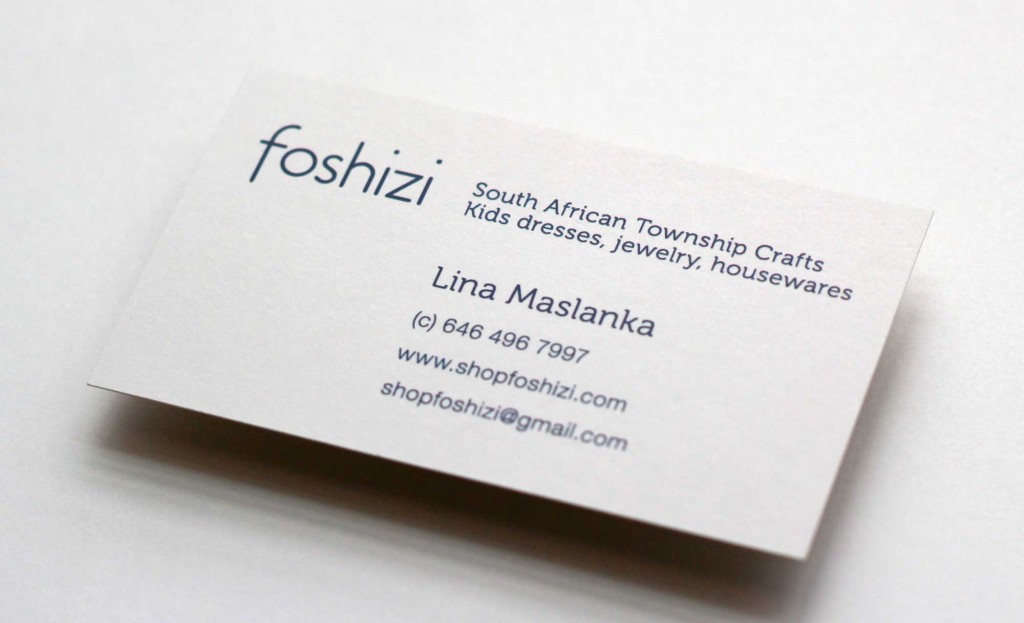 foshizi
South African Township Crafts
Kids dresses, jewelry, housewares
Lina Maslanka
(c) 646 496 7997
www.shopfoshizi.com
shopfoshizi@gmail.com